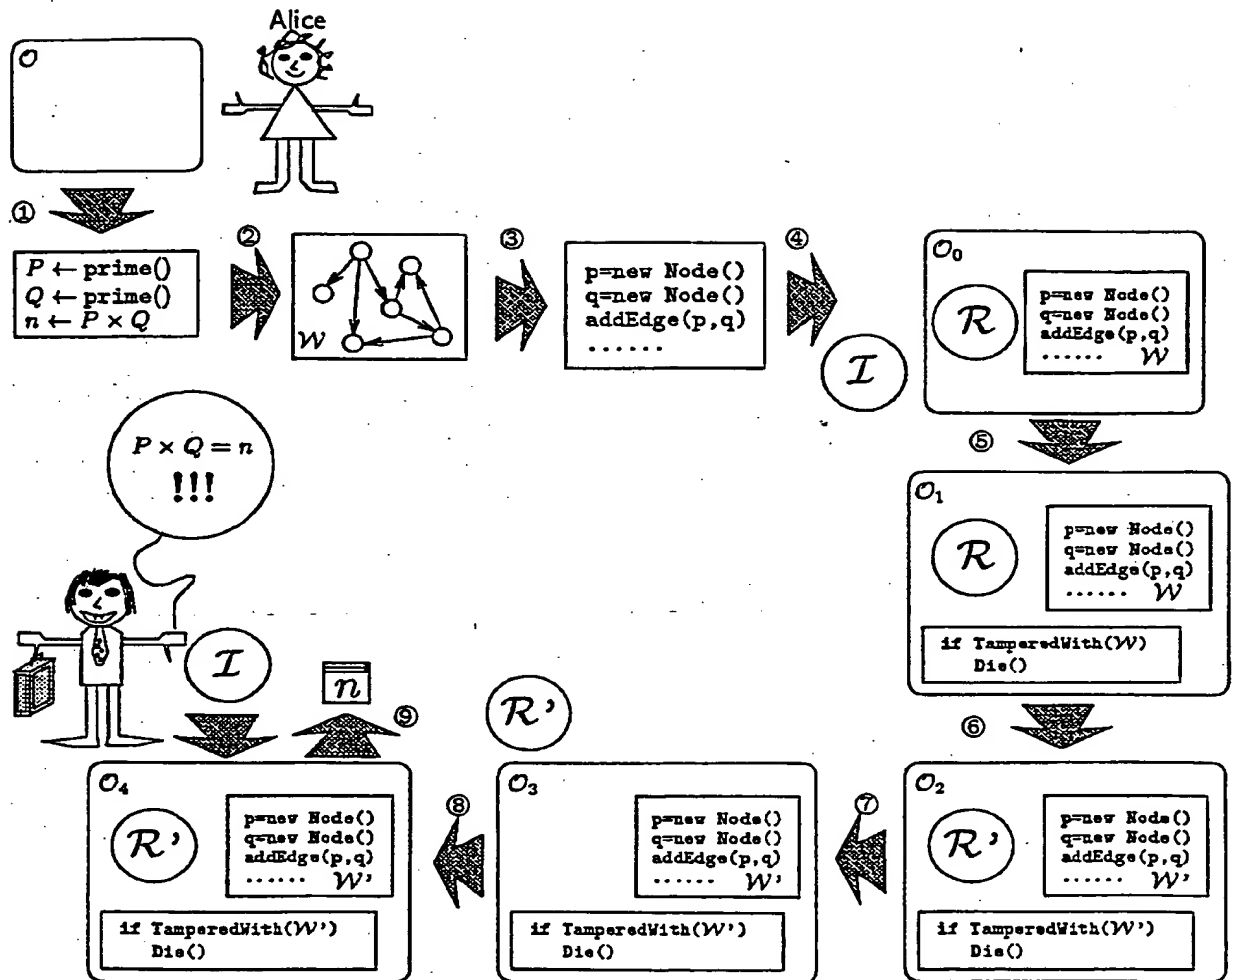 Alice
𝒪
①
P ← prime()
Q ← prime()
n ← P × Q
②
𝒲
③
p=new Node()
q=new Node()
addEdge(p,q)
......
④
ℐ
𝒪₀
ℛ
p=new Node()
q=new Node()
addEdge(p,q)
...... 𝒲
⑤
𝒪₁
ℛ
p=new Node()
q=new Node()
addEdge(p,q)
...... 𝒲
if TamperedWith(𝒲)
Die()
⑥
𝒪₂
ℛ'
p=new Node()
q=new Node()
addEdge(p,q)
...... 𝒲'
if TamperedWith(𝒲')
Die()
⑦
ℛ'
𝒪₃
p=new Node()
q=new Node()
addEdge(p,q)
...... 𝒲'
if TamperedWith(𝒲')
Die()
⑧
𝒪₄
ℛ'
p=new Node()
q=new Node()
addEdge(p,q)
...... 𝒲'
if TamperedWith(𝒲')
Die()
ℐ
n
⑨
P × Q = n
!!!